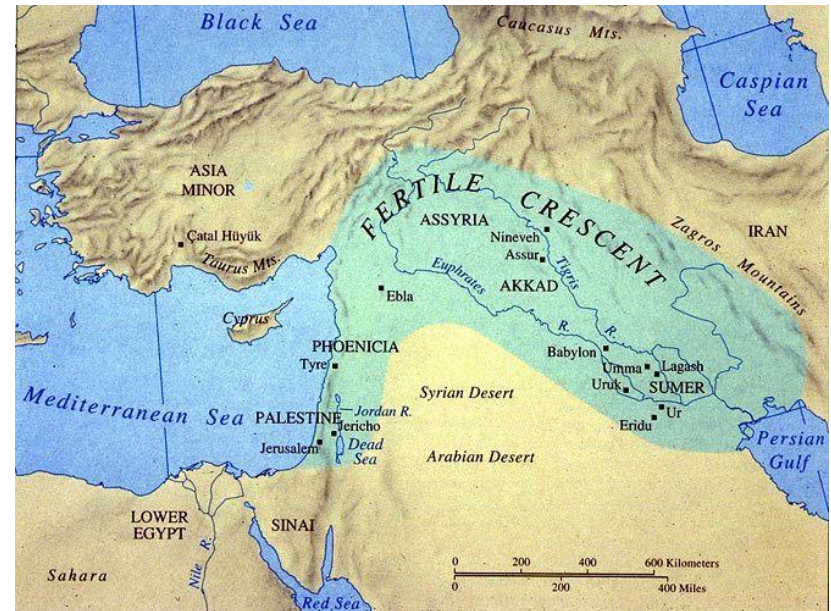 Black Sea
Caucasus Mts.
Caspian
Sea
ASIA
MINOR
FERTILE CRESCENT
ASSYRIA
Nineveh
Assur
Zagros Mountains
IRAN
Çatal Hüyük
Taurus Mts.
Euphrates
R.
Tigris
R.
AKKAD
Ebla
Cyprus
PHOENICIA
Tyre
Babylon
Umma
Lagash
Uruk
SUMER
Ur
Eridu
Syrian Desert
Mediterranean Sea
PALESTINE
Jordan R.
Jericho
Jerusalem
Dead
Sea
Arabian Desert
Persian
Gulf
LOWER
EGYPT
SINAI
Nile R.
Sahara
Red Sea
0 200 400 600 Kilometers
0 200 400 Miles